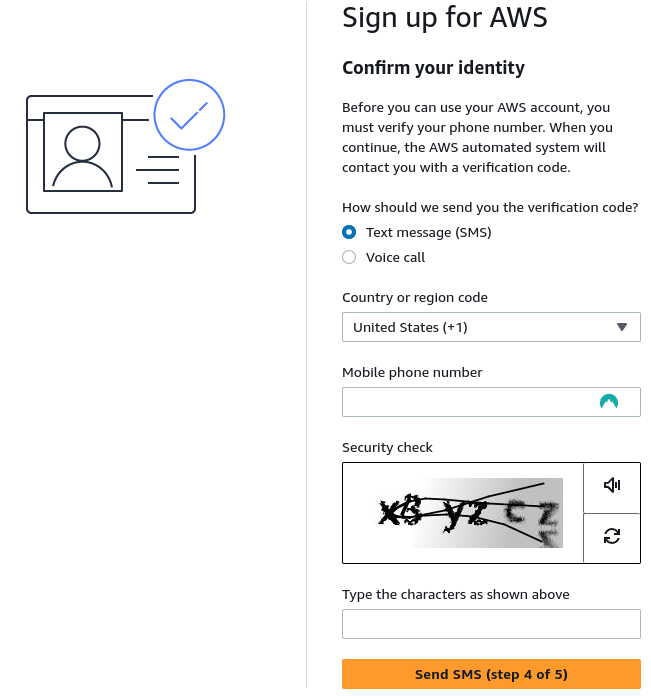 Sign up for AWS
Confirm your identity
Before you can use your AWS account, you
must verify your phone number. When you
continue, the AWS automated system will
contact you with a verification code.
How should we send you the verification code?
Text message (SMS)
Voice call
Country or region code
United States (+1)
Mobile phone number
Security check
Type the characters as shown above
Send SMS (step 4 of 5)